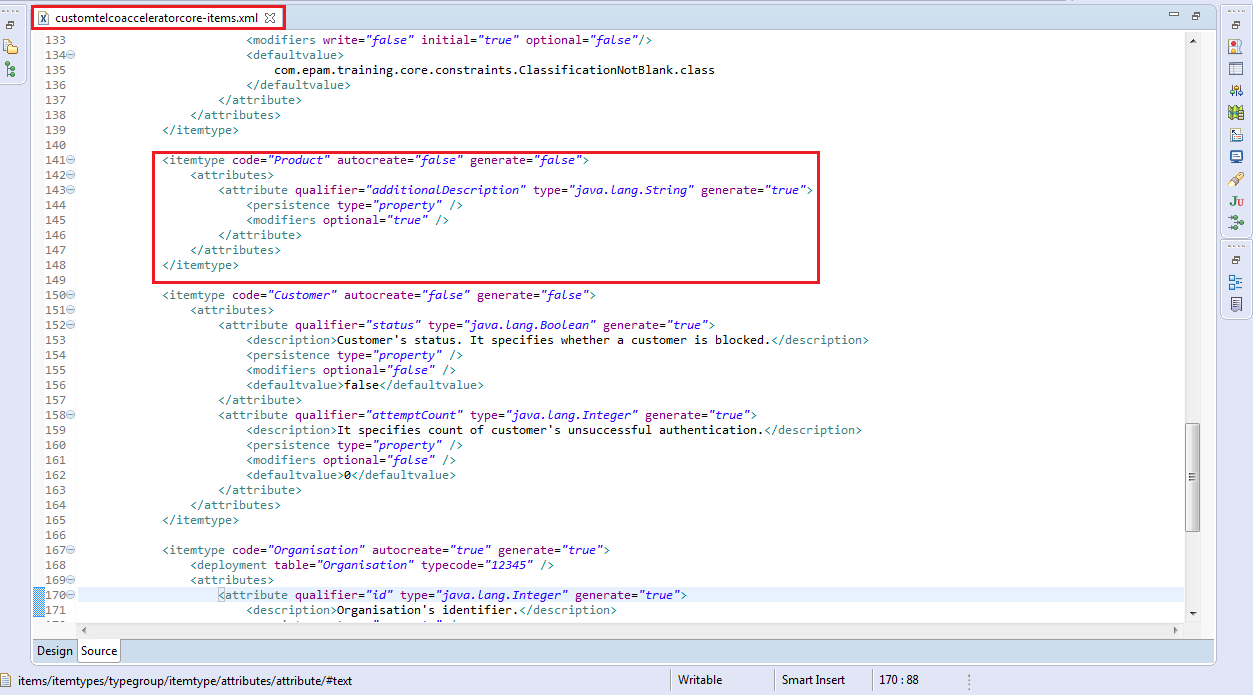 customtelcoacceleratorcore-items.xml
133 <modifiers write="false" initial="true" optional="false"/>
134 <defaultvalue>
135 com.epam.training.core.constraints.ClassificationNotBlank.class
136 </defaultvalue>
137 </attribute>
138 </attributes>
139 </itemtype>
140
141 <itemtype code="Product" autocreate="false" generate="false">
142 <attributes>
143 <attribute qualifier="additionalDescription" type="java.lang.String" generate="true">
144 <persistence type="property" />
145 <modifiers optional="true" />
146 </attribute>
147 </attributes>
148 </itemtype>
149
150 <itemtype code="Customer" autocreate="false" generate="false">
151 <attributes>
152 <attribute qualifier="status" type="java.lang.Boolean" generate="true">
153 <description>Customer's status. It specifies whether a customer is blocked.</description>
154 <persistence type="property" />
155 <modifiers optional="false" />
156 <defaultvalue>false</defaultvalue>
157 </attribute>
158 <attribute qualifier="attemptCount" type="java.lang.Integer" generate="true">
159 <description>It specifies count of customer's unsuccessful authentication.</description>
160 <persistence type="property" />
161 <modifiers optional="false" />
162 <defaultvalue>0</defaultvalue>
163 </attribute>
164 </attributes>
165 </itemtype>
166
167 <itemtype code="Organisation" autocreate="true" generate="true">
168 <deployment table="Organisation" typecode="12345" />
169 <attributes>
170 <attribute qualifier="id" type="java.lang.Integer" generate="true">
171 <description>Organisation's identifier.</description>
Design Source
items/itemtypes/typegroup/itemtype/attributes/attribute/#text Writable Smart Insert 170 : 88